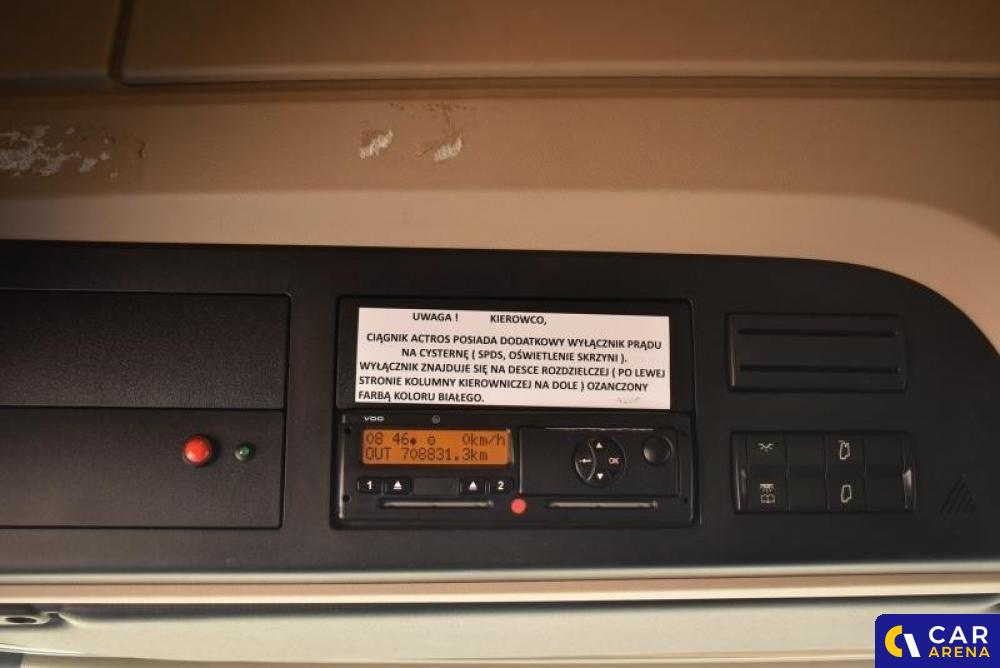 UWAGA ! KIEROWCO,
CIĄGNIK ACTROS POSIADA DODATKOWY WYŁĄCZNIK PRĄDU
NA CYSTERNĘ ( SPDS, OŚWIETLENIE SKRZYNI ).
WYŁĄCZNIK ZNAJDUJE SIĘ NA DESCE ROZDZIELCZEJ ( PO LEWEJ
STRONIE KOLUMNY KIEROWNICZEJ NA DOLE ) OZANCZONY
FARBĄ KOLORU BIAŁEGO.
VDO
08 46 0km/h
OUT 708831.3km
OK
1 2
CAR
ARENA